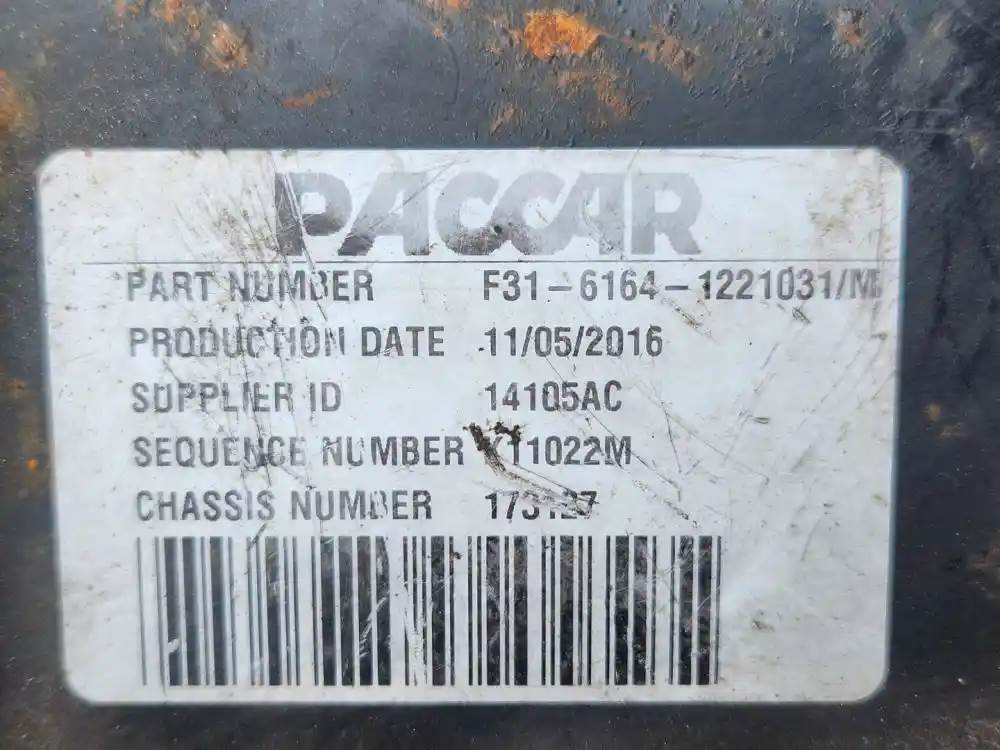 PACCAR
PART NUMBER F31-6164-1221031/M
PRODUCTION DATE 11/05/2016
SUPPLIER ID 14105AC
SEQUENCE NUMBER
CHASSIS NUMBER